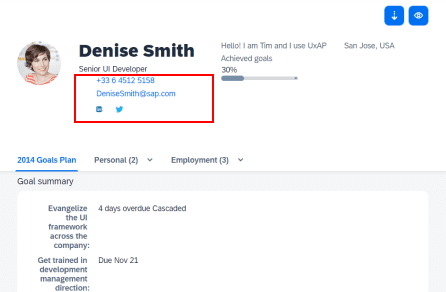 Denise Smith
Senior UI Developer
+33 6 4512 5158
DeniseSmith@sap.com
Hello! I am Tim and I use UxAP
Achieved goals
30%
San Jose, USA
2014 Goals Plan
Personal (2)
Employment (3)
Goal summary
Evangelize
the UI
framework
across the
company:
4 days overdue Cascaded
Get trained in
development
management
direction:
Due Nov 21